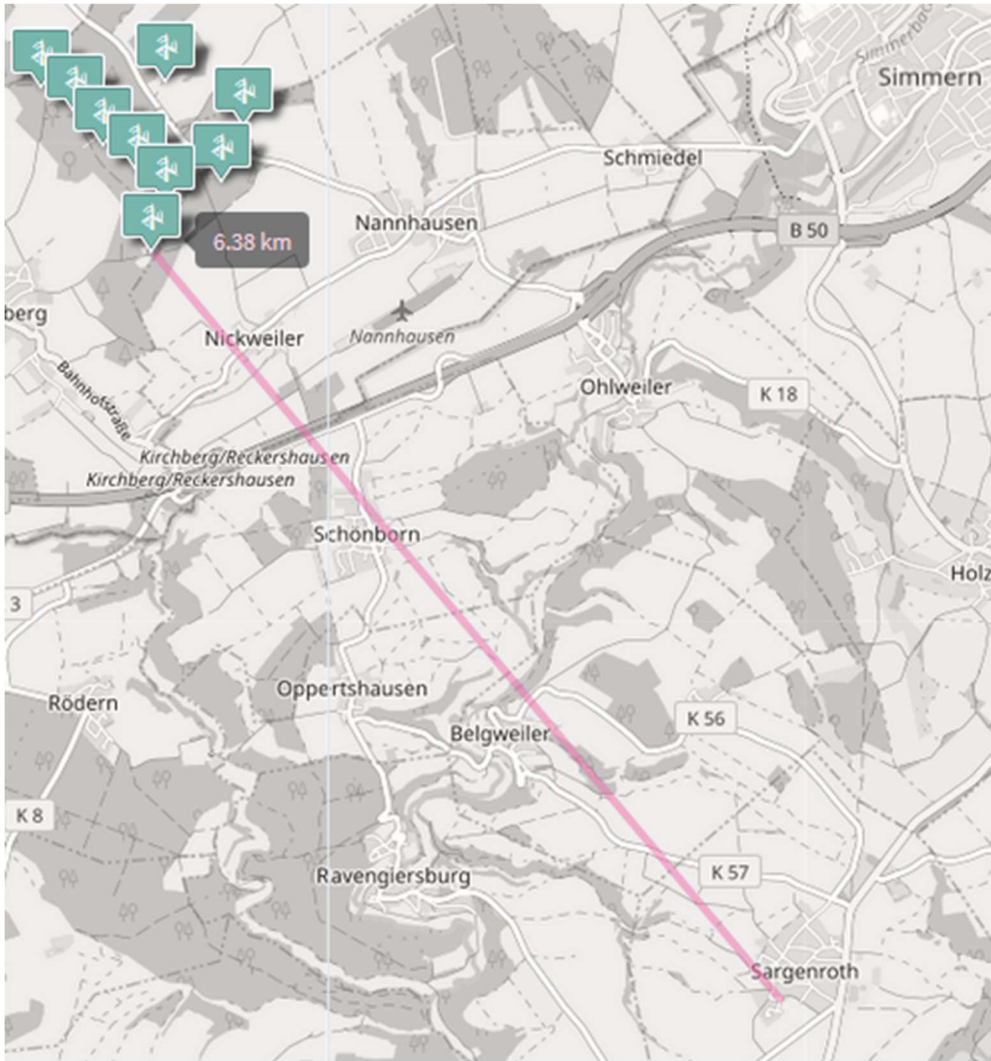 Simmerbac
Simmern
Schmiedel
Nannhausen
B 50
6.38 km
berg
Nickweiler
Nannhausen
Bahnhofstraße
Ohlweiler
K 18
Kirchberg/Reckershausen
Kirchberg/Reckershausen
Schönborn
Holz
3
Oppertshausen
Rödern
K 56
Belgweiler
K 8
K 57
Ravengiersburg
Sargenroth